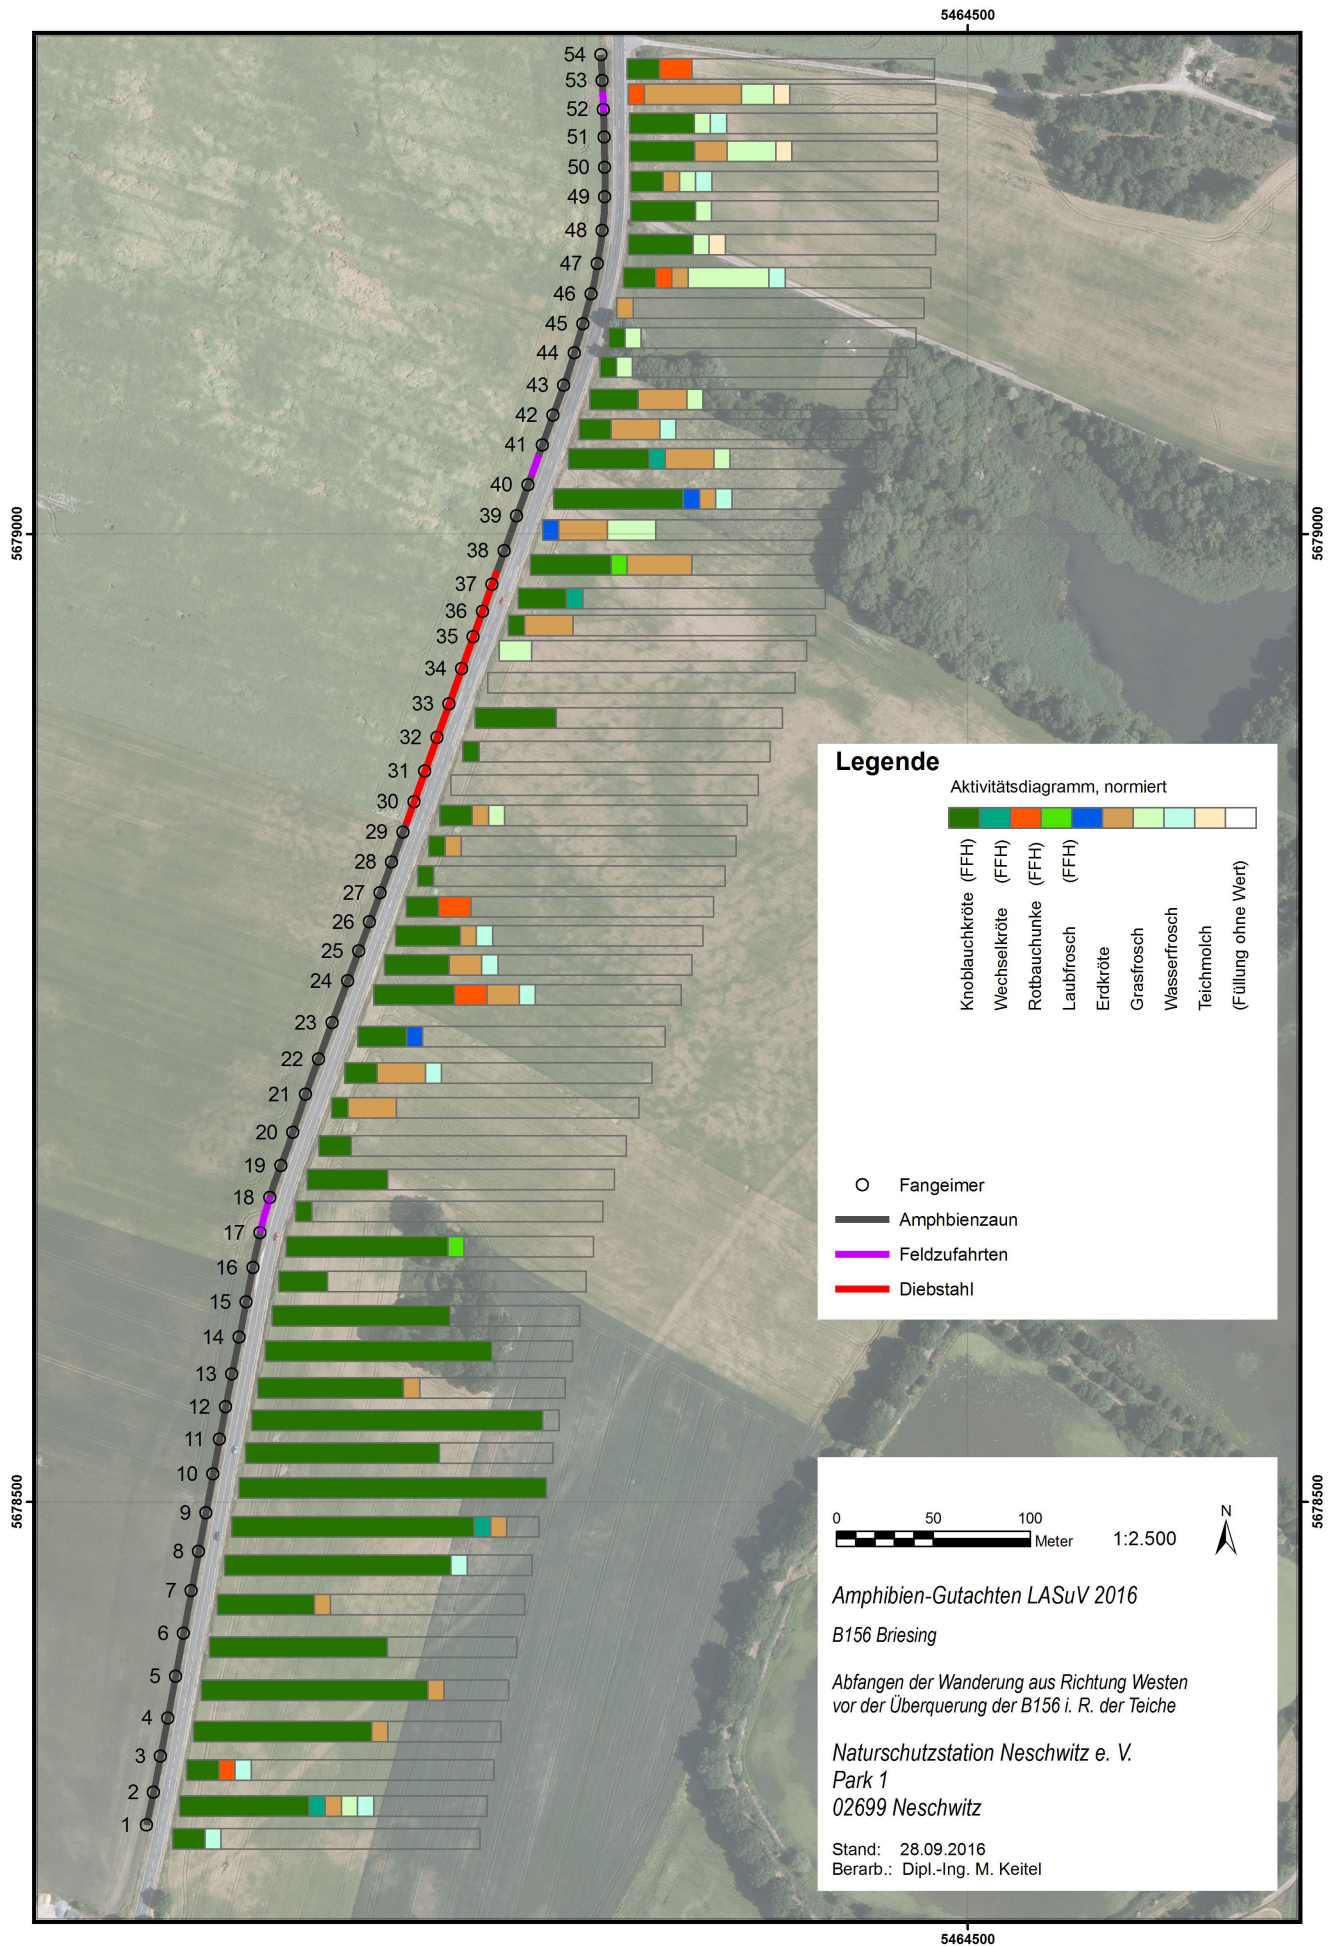 5464500
54
53
52
51
50
49
48
47
46
45
44
43
42
41
40
39
38
37
36
35
34
33
32
31
30
29
28
27
26
25
24
23
22
21
20
19
18
17
16
15
14
13
12
11
10
9
8
7
6
5
4
3
2
1
5679000
5679000
5678500
5678500
Legende
Aktivitätsdiagramm, normiert
Knoblauchkröte (FFH)
Wechselkröte (FFH)
Rotbauchunke (FFH)
Laubfrosch (FFH)
Erdkröte
Grasfrosch
Wasserfrosch
Teichmolch
(Füllung ohne Wert)
Fangeimer
Amphbienzaun
Feldzufahrten
Diebstahl
0 50 100
Meter
1:2.500
N
Amphibien-Gutachten LASuV 2016
B156 Briesing
Abfangen der Wanderung aus Richtung Westen
vor der Überquerung der B156 i. R. der Teiche
Naturschutzstation Neschwitz e. V.
Park 1
02699 Neschwitz
Stand: 28.09.2016
Berarb.: Dipl.-Ing. M. Keitel
5464500